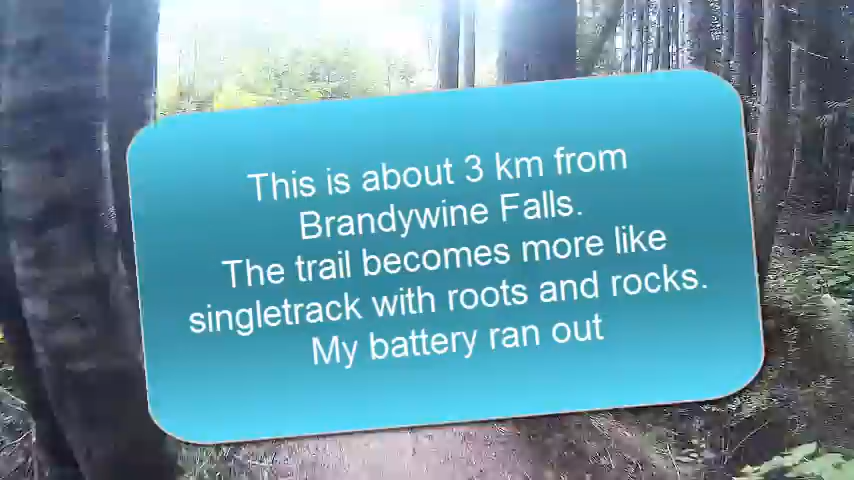 This is about 3 km from
Brandywine Falls.
The trail becomes more like
singletrack with roots and rocks.
My battery ran out